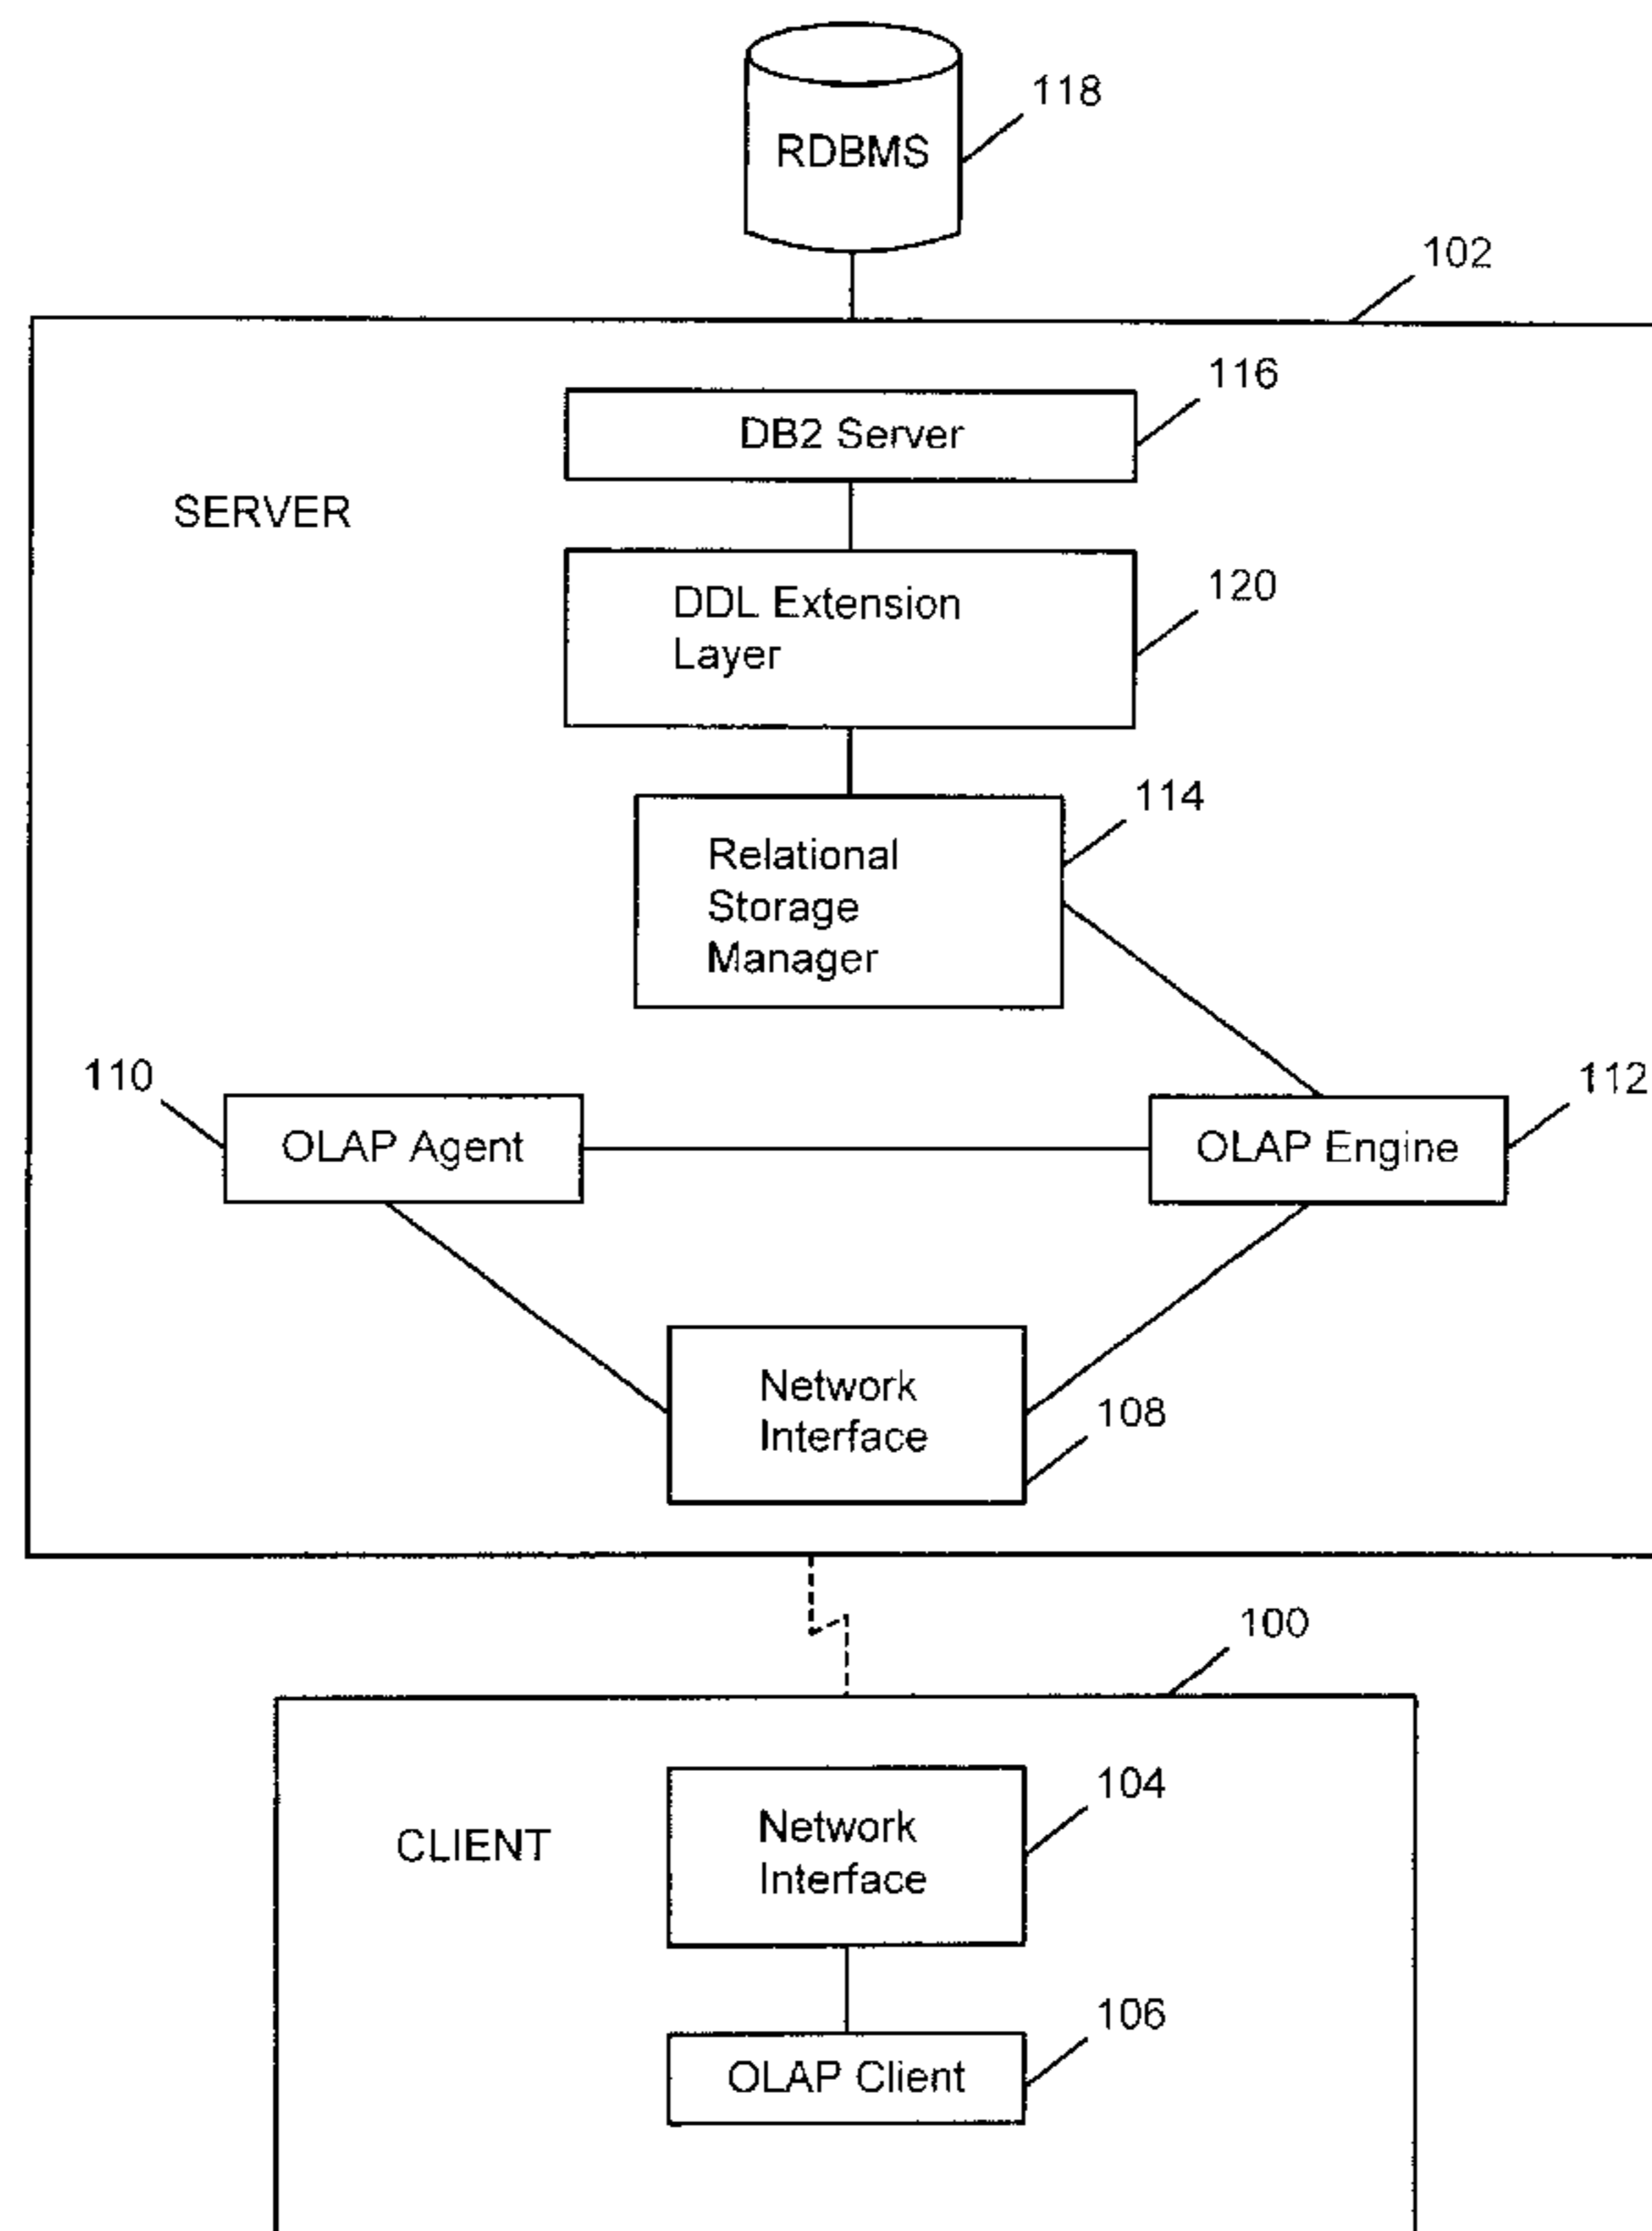 118
RDBMS
102
116
DB2 Server
SERVER
120
DDL Extension
Layer
114
Relational
Storage
Manager
110
112
OLAP Agent
OLAP Engine
Network
Interface
108
100
104
Network
Interface
CLIENT
106
OLAP Client